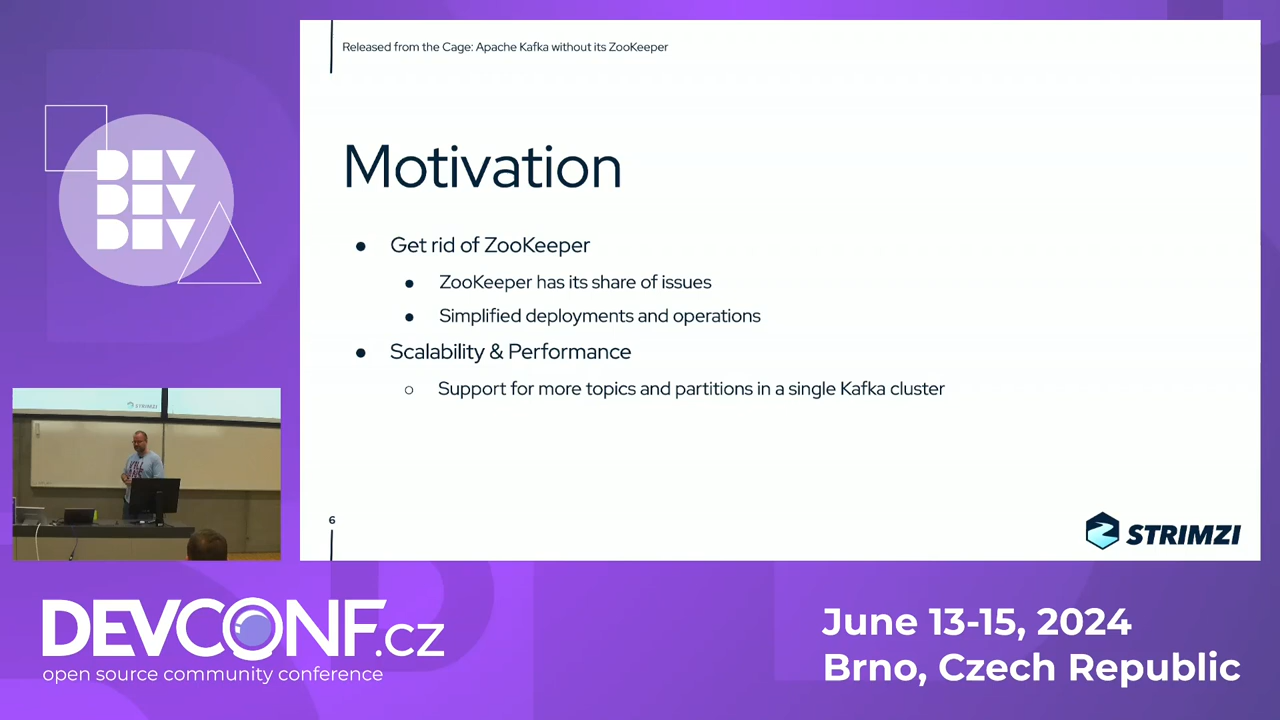 Released from the Cage: Apache Kafka without its ZooKeeper
DEV
DEV
DEV
Motivation
● Get rid of ZooKeeper
● ZooKeeper has its share of issues
● Simplified deployments and operations
● Scalability & Performance
○ Support for more topics and partitions in a single Kafka cluster
STRIMZI
6
STRIMZI
DEVCONF.cz
open source community conference
June 13-15, 2024
Brno, Czech Republic